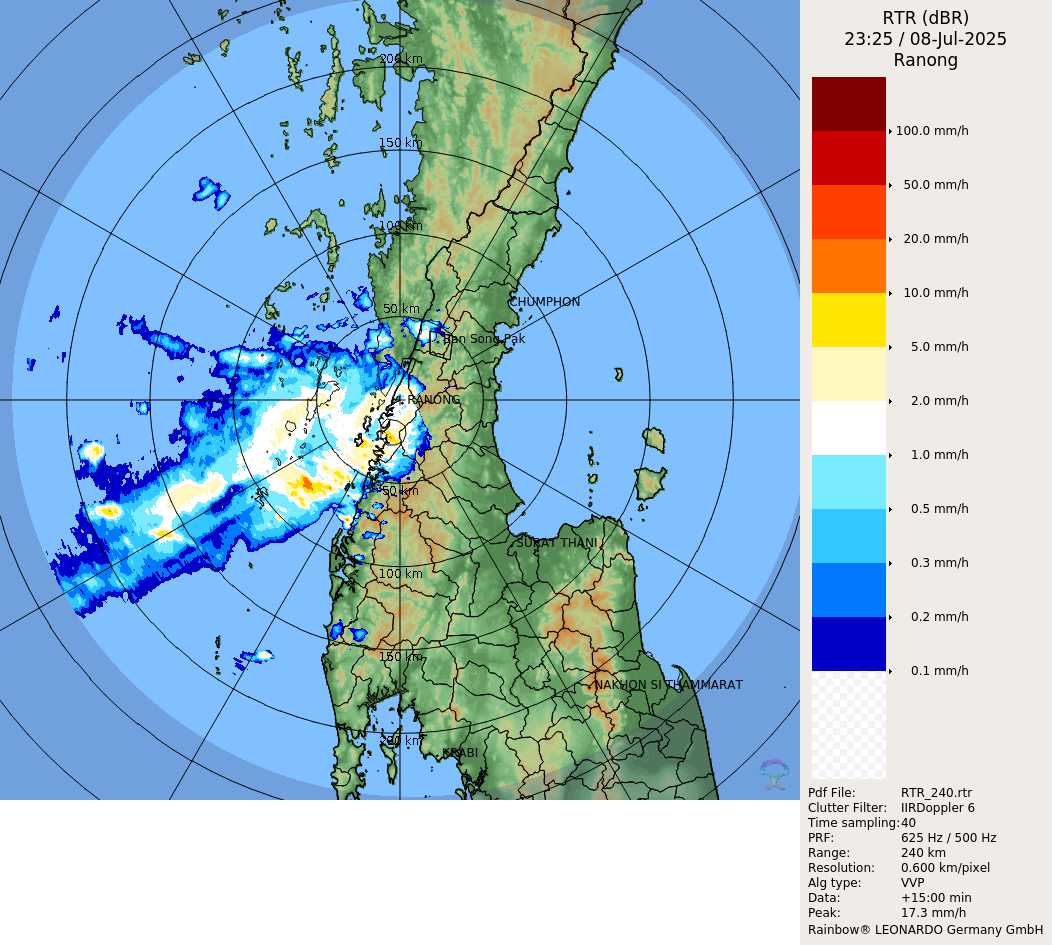 RTR (dBR)
23:25 / 08-Jul-2025
Ranong
200 km
150 km
100 km
50 km
CHUMPHON
Ban Song Pak
RANONG
50 km
SURAT THANI
100 km
150 km
NAKHON SI THAMMARAT
200 km
KRABI
100.0 mm/h
50.0 mm/h
20.0 mm/h
10.0 mm/h
5.0 mm/h
2.0 mm/h
1.0 mm/h
0.5 mm/h
0.3 mm/h
0.2 mm/h
0.1 mm/h
Pdf File: RTR_240.rtr
Clutter Filter: IIRDoppler 6
Time sampling:40
PRF: 625 Hz / 500 Hz
Range: 240 km
Resolution: 0.600 km/pixel
Alg type: VVP
Data: +15:00 min
Peak: 17.3 mm/h
Rainbow® LEONARDO Germany GmbH